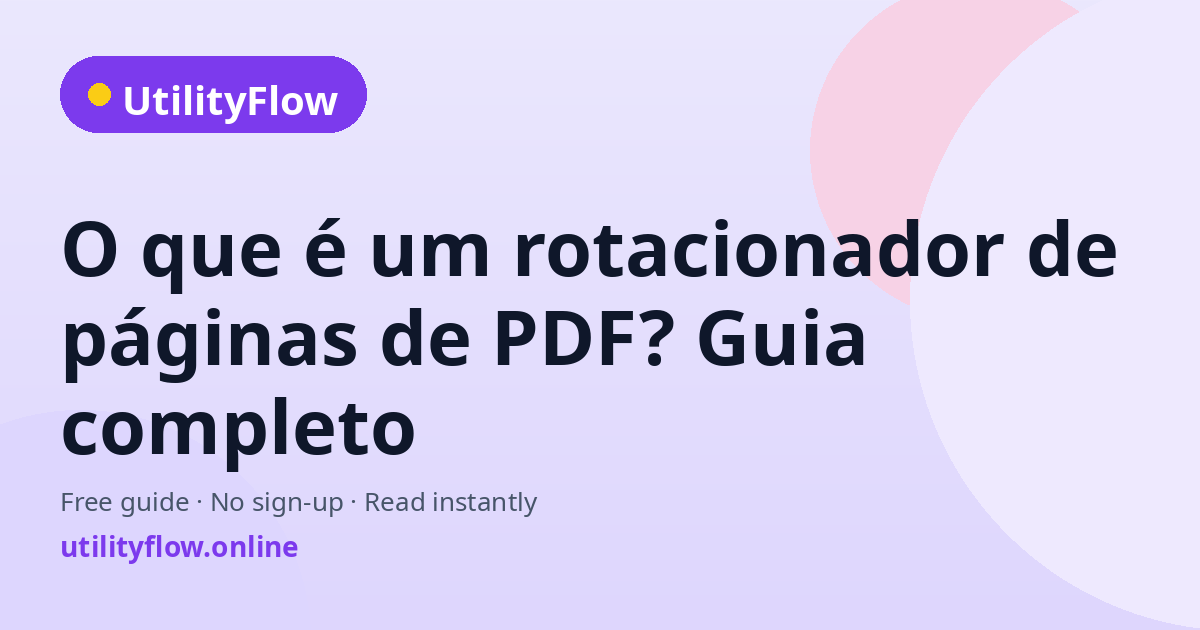 UtilityFlow
O que é um rotacionador de
páginas de PDF? Guia
completo
Free guide · No sign-up · Read instantly
utilityflow.online